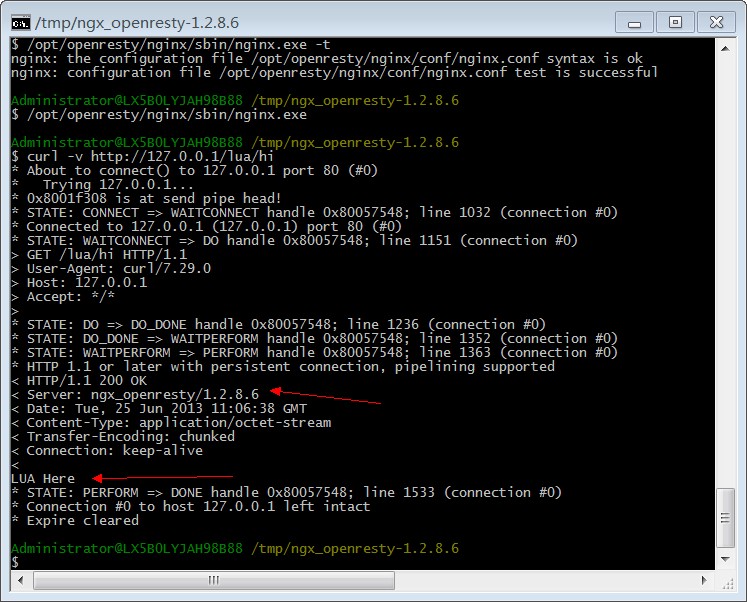 /tmp/ngx_openresty-1.2.8.6
$ /opt/openresty/nginx/sbin/nginx.exe -t
nginx: the configuration file /opt/openresty/nginx/conf/nginx.conf syntax is ok
nginx: configuration file /opt/openresty/nginx/conf/nginx.conf test is successful
Administrator@LX5BOLYJAH98B88 /tmp/ngx_openresty-1.2.8.6
$ /opt/openresty/nginx/sbin/nginx.exe
Administrator@LX5BOLYJAH98B88 /tmp/ngx_openresty-1.2.8.6
$ curl -v http://127.0.0.1/lua/hi
* About to connect() to 127.0.0.1 port 80 (#0)
*   Trying 127.0.0.1...
* 0x8001f308 is at send pipe head!
* STATE: CONNECT => WAITCONNECT handle 0x80057548; line 1032 (connection #0)
* Connected to 127.0.0.1 (127.0.0.1) port 80 (#0)
* STATE: WAITCONNECT => DO handle 0x80057548; line 1151 (connection #0)
> GET /lua/hi HTTP/1.1
> User-Agent: curl/7.29.0
> Host: 127.0.0.1
> Accept: */*
>
* STATE: DO => DO_DONE handle 0x80057548; line 1236 (connection #0)
* STATE: DO_DONE => WAITPERFORM handle 0x80057548; line 1352 (connection #0)
* STATE: WAITPERFORM => PERFORM handle 0x80057548; line 1363 (connection #0)
* HTTP 1.1 or later with persistent connection, pipelining supported
< HTTP/1.1 200 OK
< Server: ngx_openresty/1.2.8.6
< Date: Tue, 25 Jun 2013 11:06:38 GMT
< Content-Type: application/octet-stream
< Transfer-Encoding: chunked
< Connection: keep-alive
<
LUA Here
* STATE: PERFORM => DONE handle 0x80057548; line 1533 (connection #0)
* Connection #0 to host 127.0.0.1 left intact
* Expire cleared
Administrator@LX5BOLYJAH98B88 /tmp/ngx_openresty-1.2.8.6
$